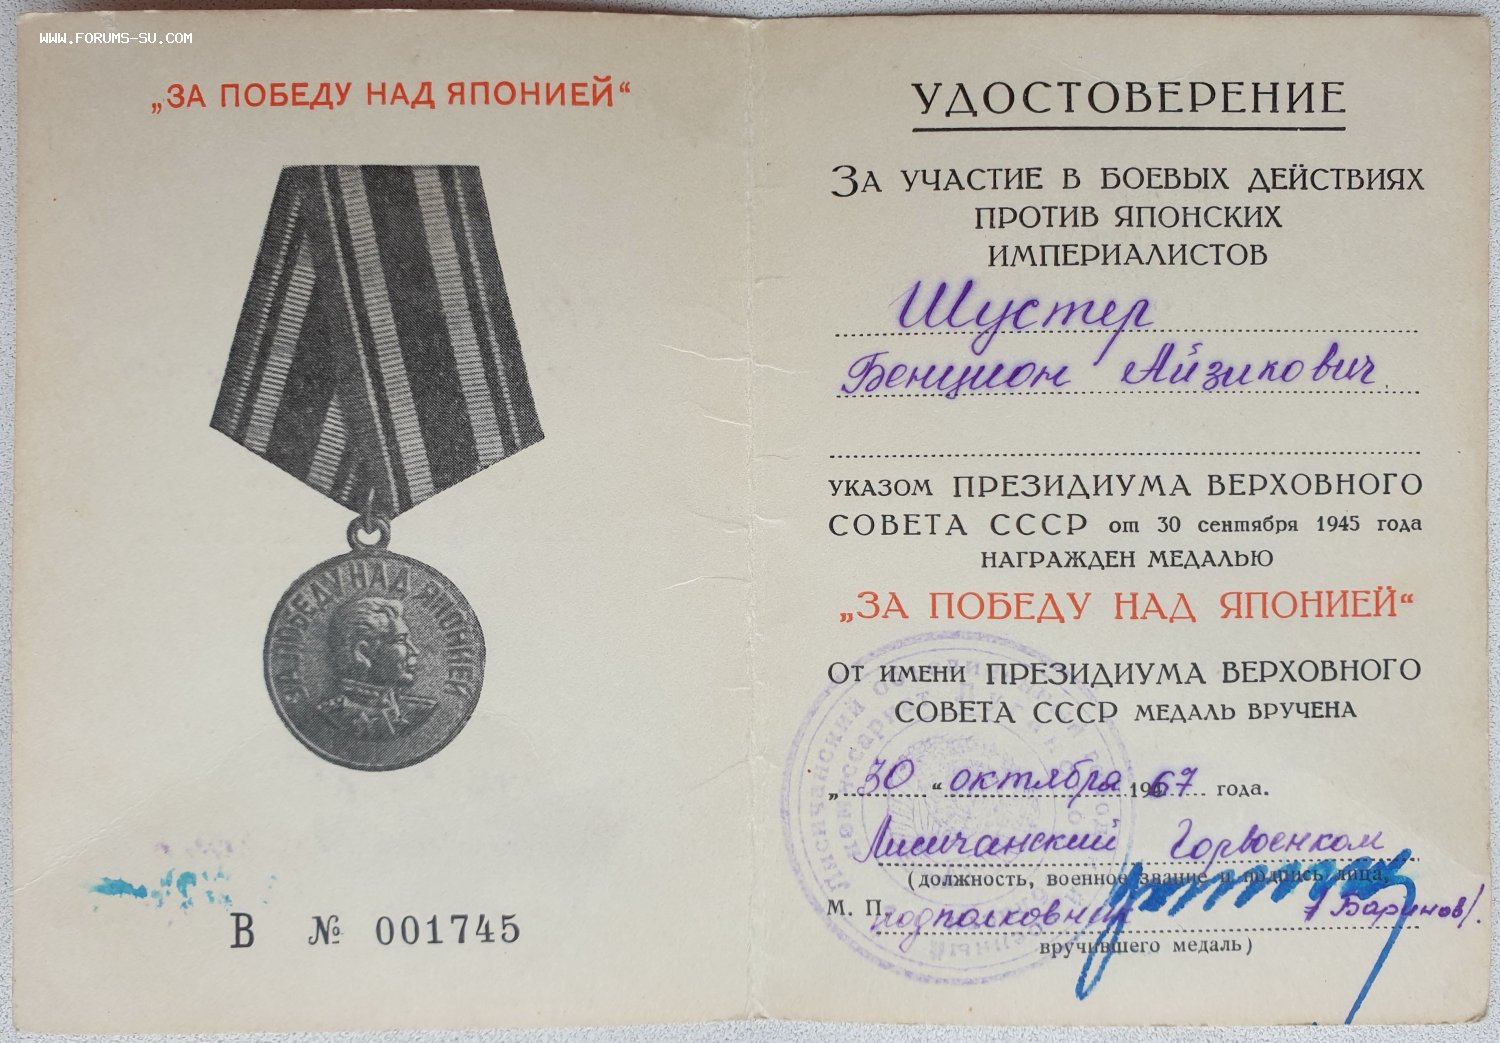 www.forums-su.com
„ЗА ПОБЕДУ НАД ЯПОНИЕЙ“
ЗА ПОБЕДУ НАД ЯПОНИЕЙ
В № 001745
УДОСТОВЕРЕНИЕ
ЗА УЧАСТИЕ В БОЕВЫХ ДЕЙСТВИЯХ
ПРОТИВ ЯПОНСКИХ
ИМПЕРИАЛИСТОВ
Шустер
Бенцион Айзикович
УКАЗОМ ПРЕЗИДИУМА ВЕРХОВНОГО
СОВЕТА СССР от 30 сентября 1945 года
НАГРАЖДЕН МЕДАЛЬЮ
„ЗА ПОБЕДУ НАД ЯПОНИЕЙ“
ОТ ИМЕНИ ПРЕЗИДИУМА ВЕРХОВНОГО
СОВЕТА СССР МЕДАЛЬ ВРУЧЕНА
„30“ октября 1967 года.
Лисичанский Горвоенком
(должность, военное звание и подпись лица,
М. П. подполковник /Баринов/.
вручившего медаль)
Лисичанский